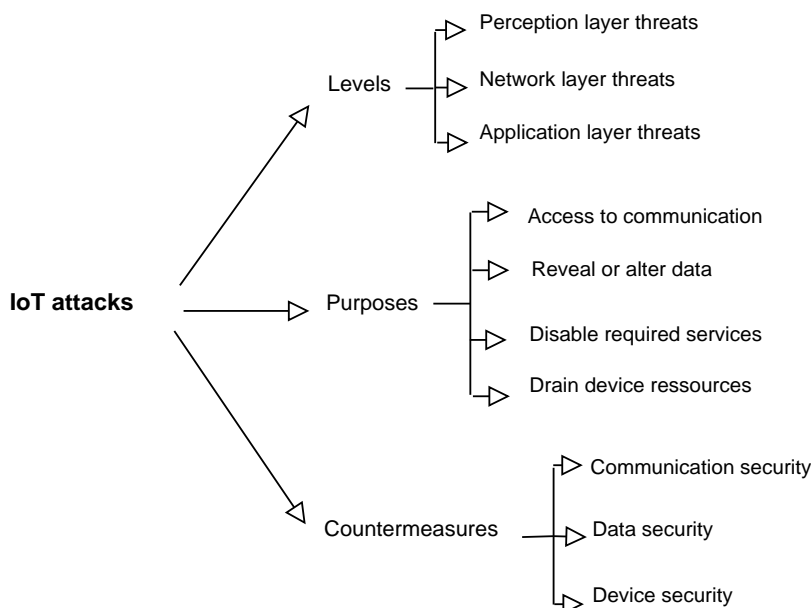 IoT attacks
Levels
Perception layer threats
Network layer threats
Application layer threats
Purposes
Access to communication
Reveal or alter data
Disable required services
Drain device ressources
Countermeasures
Communication security
Data security
Device security